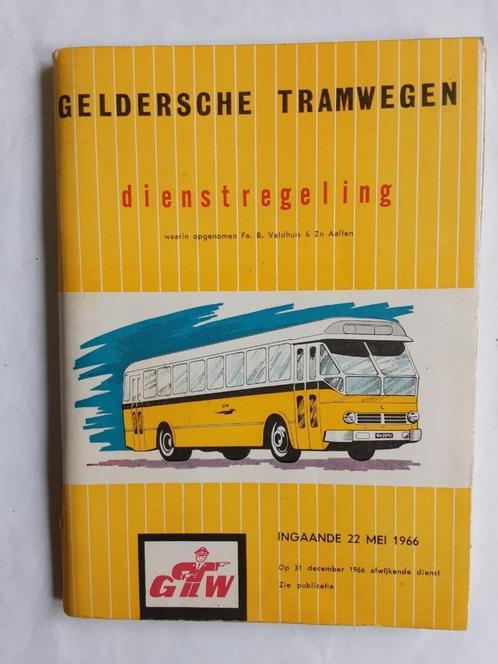 GELDERSCHE TRAMWEGEN
dienstregeling
waarin opgenomen Fa. B. Veldhuis & Zn Aalten
INGAANDE 22 MEI 1966
Op 31 december 1966 afwijkende dienst
Zie publicatie
GTW